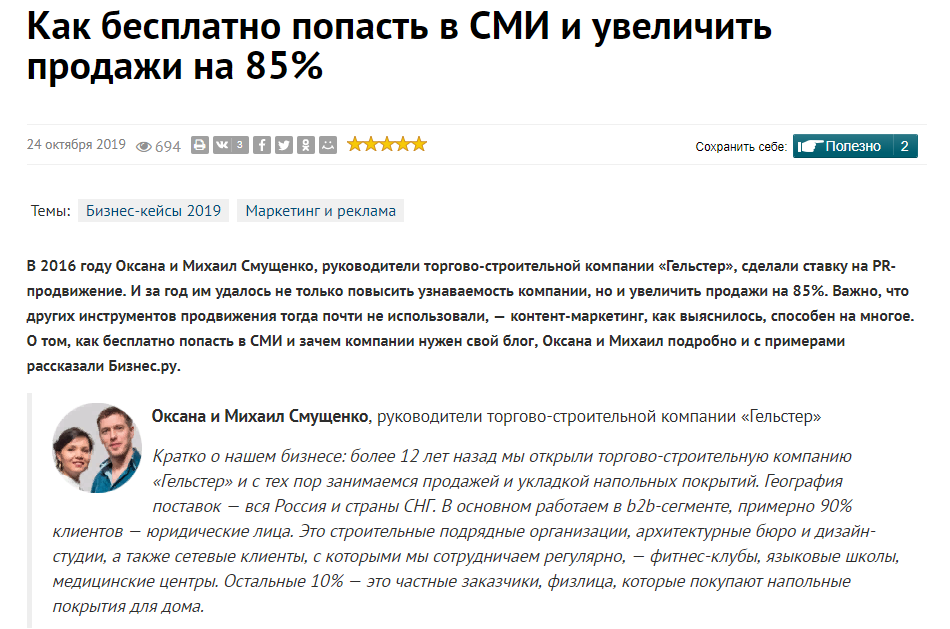 Как бесплатно попасть в СМИ и увеличить
продажи на 85%
24 октября 2019 694 3 Сохранить себе: Полезно 2
Темы: Бизнес-кейсы 2019 Маркетинг и реклама
В 2016 году Оксана и Михаил Смущенко, руководители торгово-строительной компании «Гельстер», сделали ставку на PR-
продвижение. И за год им удалось не только повысить узнаваемость компании, но и увеличить продажи на 85%. Важно, что
других инструментов продвижения тогда почти не использовали, — контент-маркетинг, как выяснилось, способен на многое.
О том, как бесплатно попасть в СМИ и зачем компании нужен свой блог, Оксана и Михаил подробно и с примерами
рассказали Бизнес.ру.
Оксана и Михаил Смущенко, руководители торгово-строительной компании «Гельстер»
Кратко о нашем бизнесе: более 12 лет назад мы открыли торгово-строительную компанию
«Гельстер» и с тех пор занимаемся продажей и укладкой напольных покрытий. География
поставок — вся Россия и страны СНГ. В основном работаем в b2b-сегменте, примерно 90%
клиентов — юридические лица. Это строительные подрядные организации, архитектурные бюро и дизайн-
студии, а также сетевые клиенты, с которыми мы сотрудничаем регулярно, — фитнес-клубы, языковые школы,
медицинские центры. Остальные 10% — это частные заказчики, физлица, которые покупают напольные
покрытия для дома.